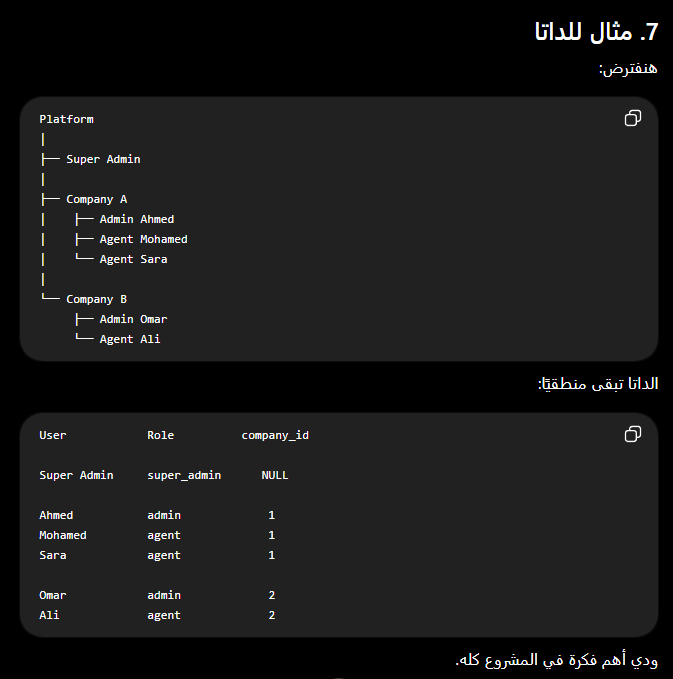 7. مثال للداتا
هنفترض:
Platform
│
├── Super Admin
│
├── Company A
│    ├── Admin Ahmed
│    ├── Agent Mohamed
│    └── Agent Sara
│
└── Company B
     ├── Admin Omar
     └── Agent Ali
الداتا تبقى منطقيًا:
User            Role          company_id
Super Admin     super_admin      NULL
Ahmed           admin             1
Mohamed         agent             1
Sara            agent             1
Omar            admin             2
Ali             agent             2
ودي أهم فكرة في المشروع كله.